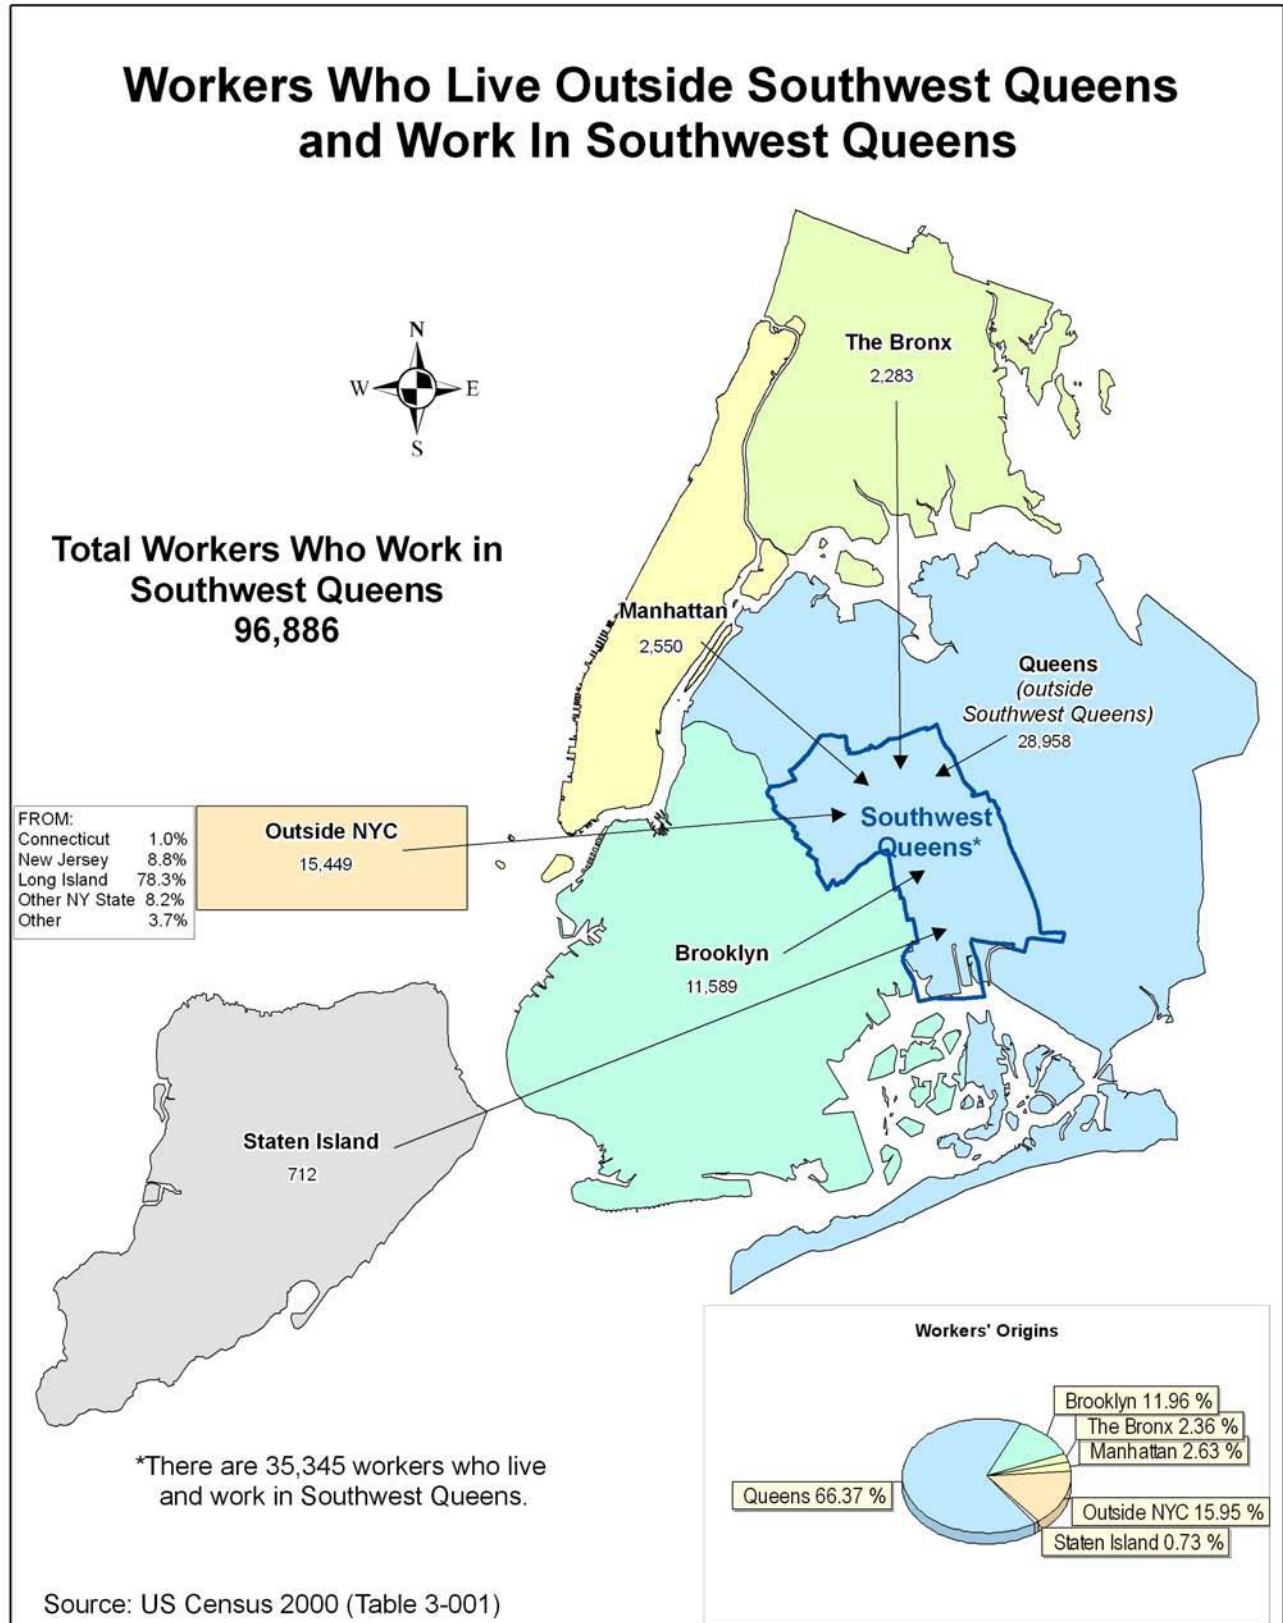 Workers Who Live Outside Southwest Queens
and Work In Southwest Queens
N
W
E
S
The Bronx
2,283
Total Workers Who Work in
Southwest Queens
96,886
Manhattan
2,550
Queens
(outside
Southwest Queens)
28,958
FROM:
Connecticut 1.0%
New Jersey 8.8%
Long Island 78.3%
Other NY State 8.2%
Other 3.7%
Outside NYC
15,449
Southwest
Queens*
Brooklyn
11,589
Staten Island
712
*There are 35,345 workers who live
and work in Southwest Queens.
Workers' Origins
Brooklyn 11.96 %
The Bronx 2.36 %
Manhattan 2.63 %
Queens 66.37 %
Outside NYC 15.95 %
Staten Island 0.73 %
Source: US Census 2000 (Table 3-001)